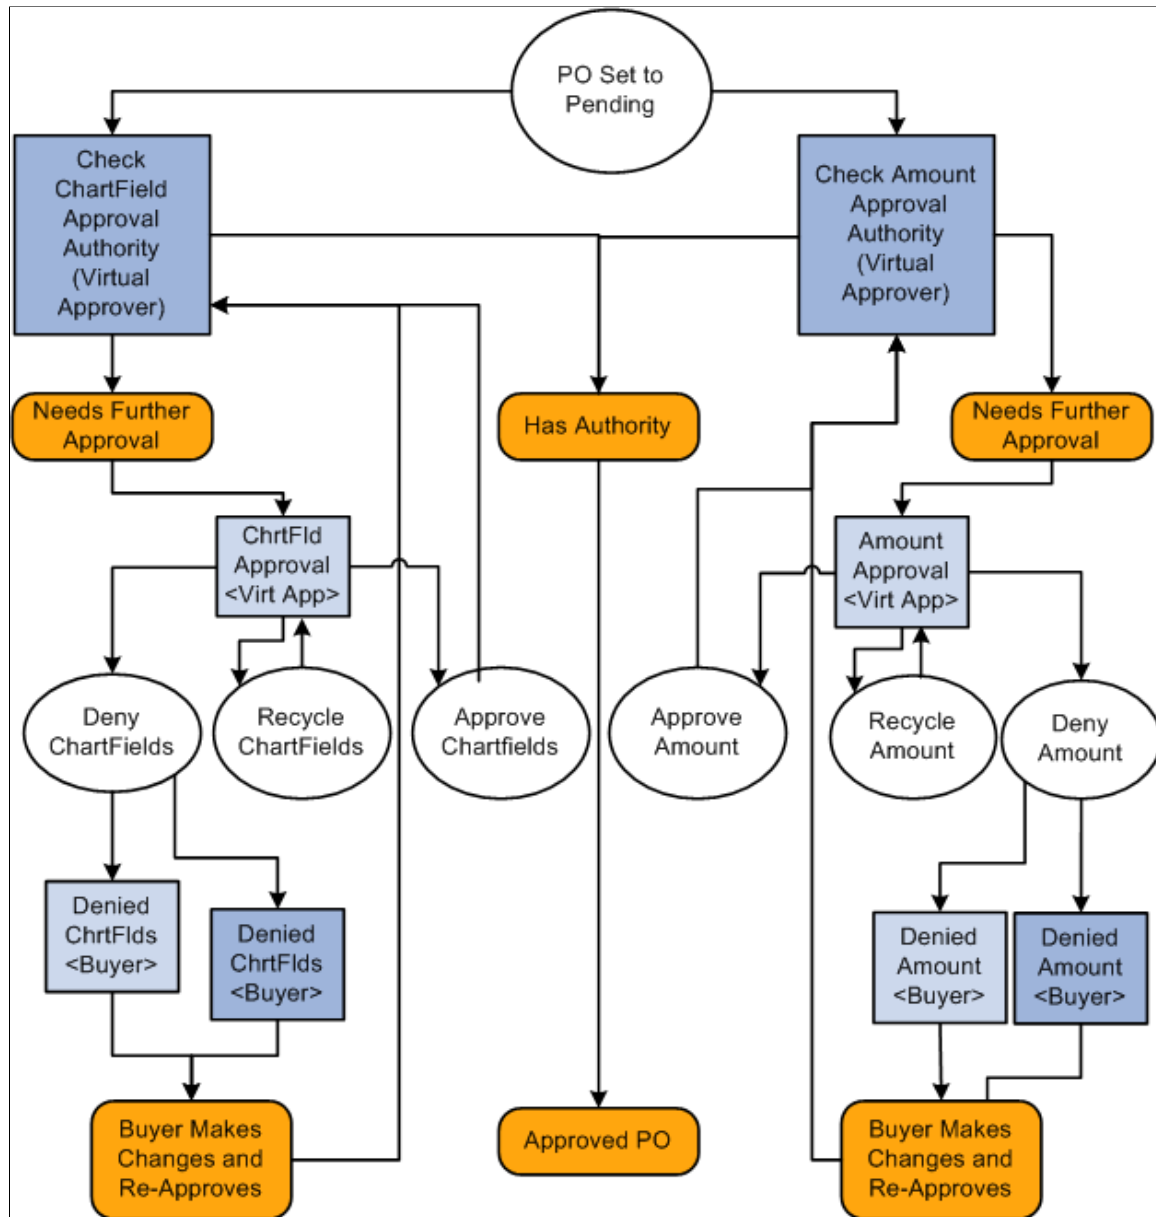 PO Set to
Pending
Check
ChartField
Approval
Authority
(Virtual
Approver)
Check Amount
Approval
Authority
(Virtual
Approver)
Needs Further
Approval
Has Authority
Needs Further
Approval
ChrtFld
Approval
<Virt App>
Amount
Approval
<Virt App>
Deny
ChartFields
Recycle
ChartFields
Approve
Chartfields
Approve
Amount
Recycle
Amount
Deny
Amount
Denied
ChrtFlds
<Buyer>
Denied
ChrtFlds
<Buyer>
Denied
Amount
<Buyer>
Denied
Amount
<Buyer>
Buyer Makes
Changes and
Re-Approves
Approved PO
Buyer Makes
Changes and
Re-Approves